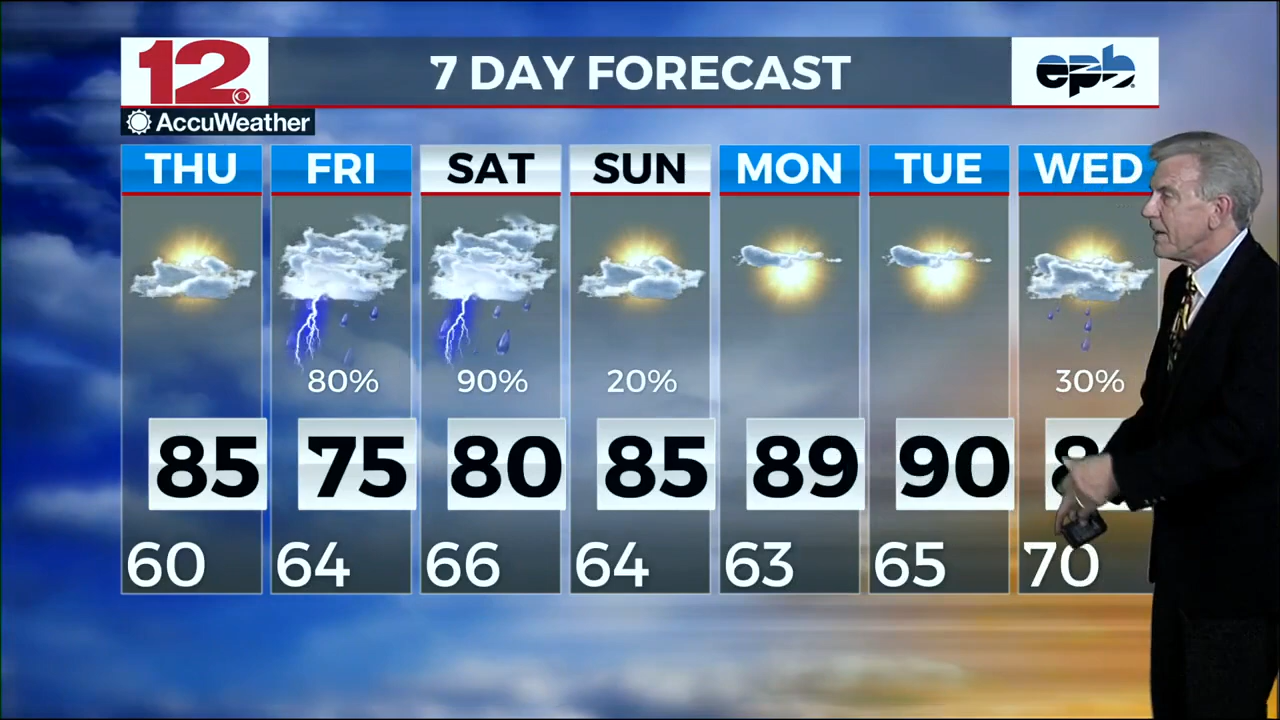 12
7 DAY FORECAST
epb
AccuWeather
THU FRI SAT SUN MON TUE WED
80% 90% 20% 30%
85 75 80 85 89 90
60 64 66 64 63 65 70